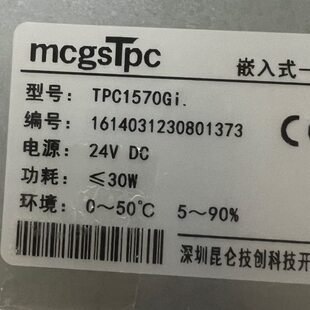 mcgsTpc 嵌入式一
型号: TPC1570Gi.
编号: 1614031230801373
电源: 24V DC
功耗: ≤30W
环境: 0～50℃ 5～90%
CE
深圳昆仑技创科技开